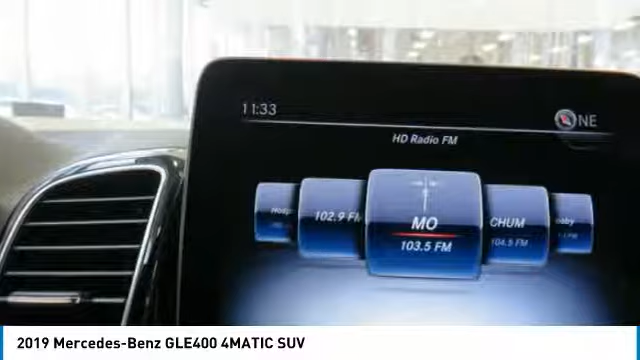 11:33
NE
HD Radio FM
102.9 FM
MO
103.5 FM
CHUM
104.5 FM
2019 Mercedes-Benz GLE400 4MATIC SUV